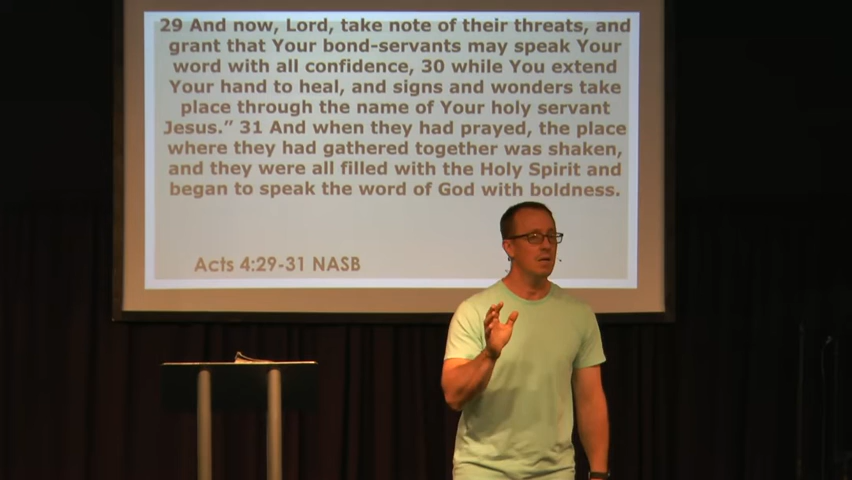 29 And now, Lord, take note of their threats, and
grant that Your bond-servants may speak Your
word with all confidence, 30 while You extend
Your hand to heal, and signs and wonders take
place through the name of Your holy servant
Jesus.” 31 And when they had prayed, the place
where they had gathered together was shaken,
and they were all filled with the Holy Spirit and
began to speak the word of God with boldness.
Acts 4:29-31 NASB